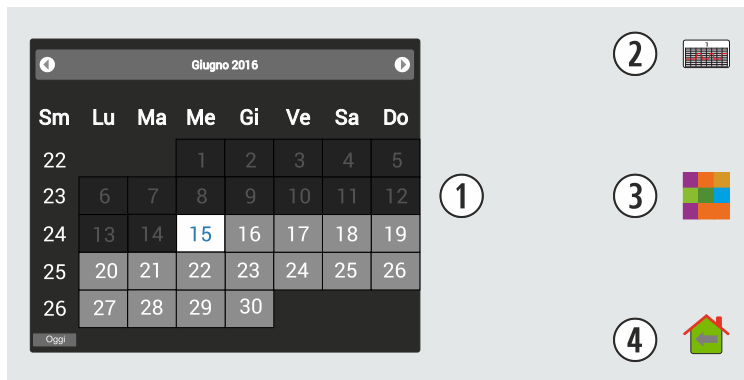 Giugno 2016
Sm Lu Ma Me Gi Ve Sa Do
22 1 2 3 4 5
23 6 7 8 9 10 11 12
24 13 14 15 16 17 18 19
25 20 21 22 23 24 25 26
26 27 28 29 30
Oggi
1
2
3
4